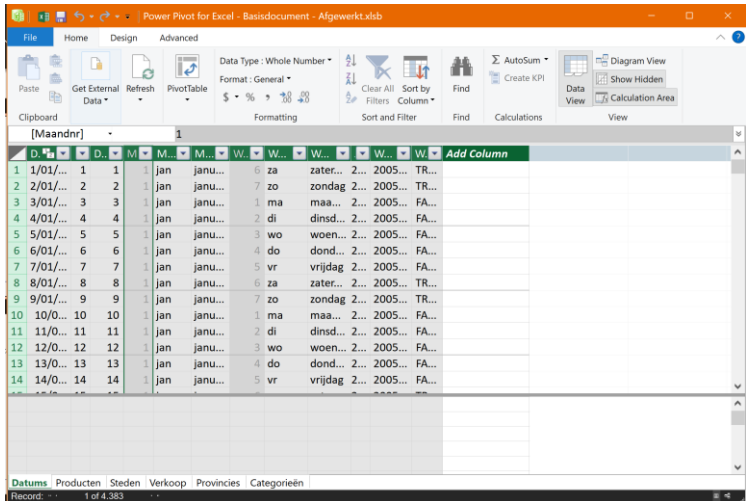 Power Pivot for Excel - Basisdocument - Afgewerkt.xlsb
File Home Design Advanced
Paste
Clipboard
Get External Data
Refresh
PivotTable
Data Type : Whole Number
Format : General
$ % , .00 .00
Formatting
Clear All Filters
Sort by Column
Sort and Filter
Find
Find
AutoSum
Create KPI
Calculations
Data View
Diagram View
Show Hidden
Calculation Area
View
[Maandnr] 1
D. D... M M... M... W.. W... W... W... W. Add Column
1 1/01/... 1 1 1 jan janu... 6 za zater... 2... 2005... TR...
2 2/01/... 2 2 1 jan janu... 7 zo zondag 2... 2005... TR...
3 3/01/... 3 3 1 jan janu... 1 ma maa... 2... 2005... FA...
4 4/01/... 4 4 1 jan janu... 2 di dinsd... 2... 2005... FA...
5 5/01/... 5 5 1 jan janu... 3 wo woen... 2... 2005... FA...
6 6/01/... 6 6 1 jan janu... 4 do dond... 2... 2005... FA...
7 7/01/... 7 7 1 jan janu... 5 vr vrijdag 2... 2005... FA...
8 8/01/... 8 8 1 jan janu... 6 za zater... 2... 2005... TR...
9 9/01/... 9 9 1 jan janu... 7 zo zondag 2... 2005... TR...
10 10/0... 10 10 1 jan janu... 1 ma maa... 2... 2005... FA...
11 11/0... 11 11 1 jan janu... 2 di dinsd... 2... 2005... FA...
12 12/0... 12 12 1 jan janu... 3 wo woen... 2... 2005... FA...
13 13/0... 13 13 1 jan janu... 4 do dond... 2... 2005... FA...
14 14/0... 14 14 1 jan janu... 5 vr vrijdag 2... 2005... FA...
Datums Producten Steden Verkoop Provincies Categorieën
Record: 1 of 4.383